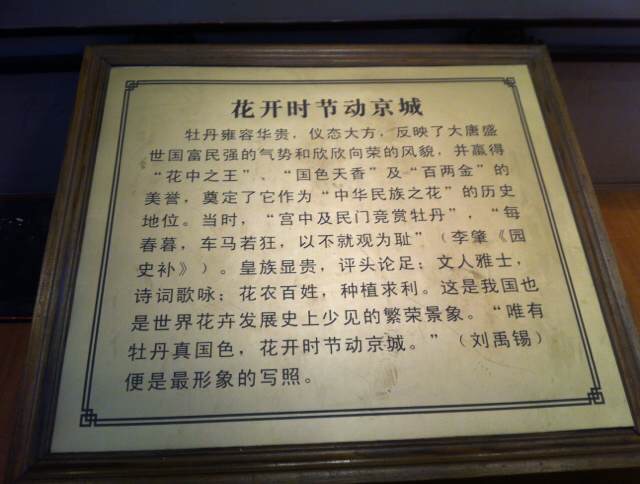 花开时节动京城
牡丹雍容华贵，仪态大方，反映了大唐盛
世国富民强的气势和欣欣向荣的风貌，并赢得
“花中之王”、“国色天香”及“百两金”的
美誉，奠定了它作为“中华民族之花”的历史
地位。当时，“宫中及民门竞赏牡丹”，“每
春暮，车马若狂，以不就观为耻”（李肇《园
史补》）。皇族显贵，评头论足；文人雅士，
诗词歌咏；花农百姓，种植求利。这是我国也
是世界花卉发展史上少见的繁荣景象。“唯有
牡丹真国色，花开时节动京城。”（刘禹锡）
便是最形象的写照。